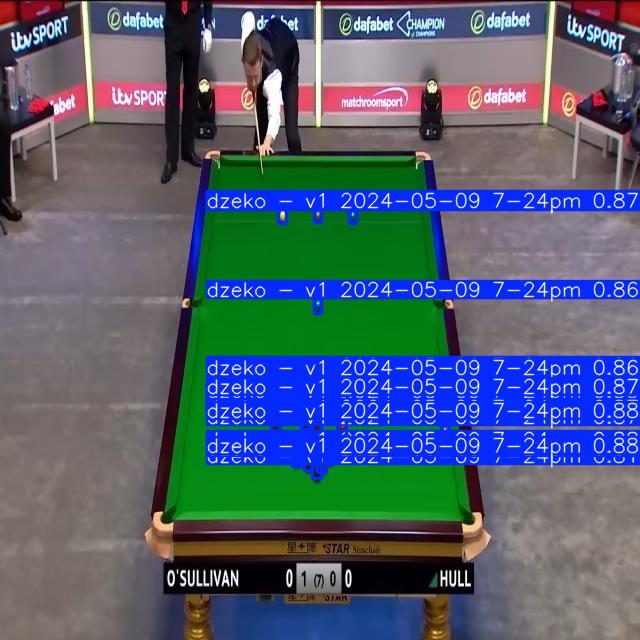 itv SPORT
dafabet
dafabet
CHAMPION
OF CHAMPIONS
dafabet
itv SPORT
dafabet
itv SPORT
matchroomsport
dafabet
dzeko - v1 2024-05-09 7-24pm 0.87
dzeko - v1 2024-05-09 7-24pm 0.86
dzeko - v1 2024-05-09 7-24pm 0.86
dzeko - v1 2024-05-09 7-24pm 0.87
dzeko - v1 2024-05-09 7-24pm 0.88
dzeko - v1 2024-05-09 7-24pm 0.88
星牌 STAR
O'SULLIVAN 0 1 (7) 0 0 HULL
STAR